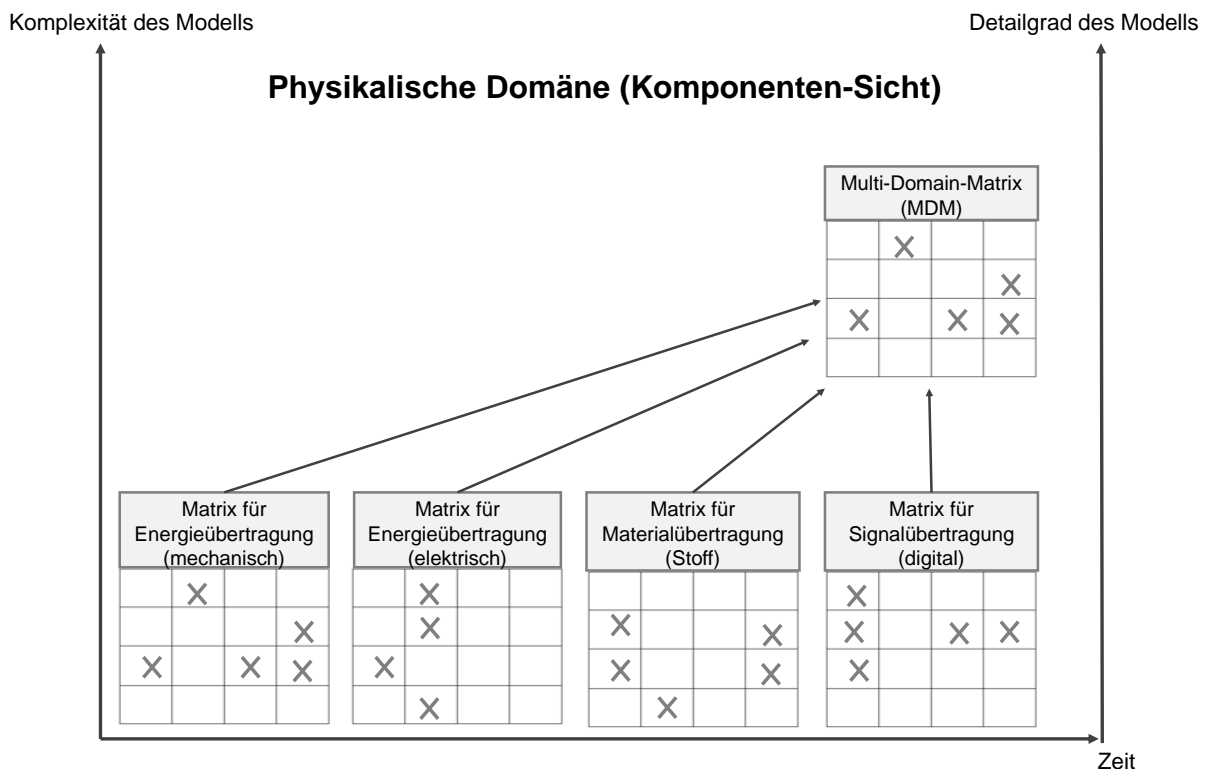 Komplexität des Modells
Detailgrad des Modells
Physikalische Domäne (Komponenten-Sicht)
Multi-Domain-Matrix
(MDM)
Matrix für
Energieübertragung
(mechanisch)
Matrix für
Energieübertragung
(elektrisch)
Matrix für
Materialübertragung
(Stoff)
Matrix für
Signalübertragung
(digital)
Zeit